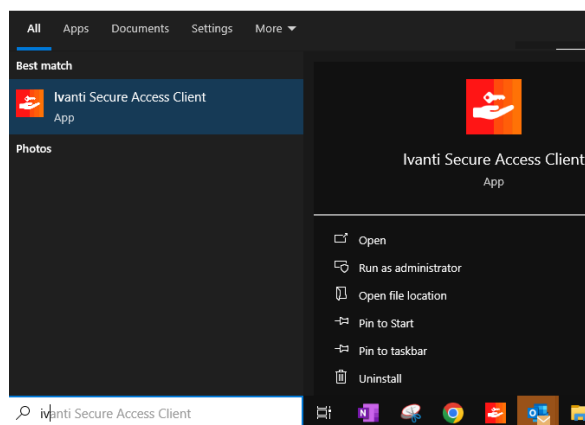 All Apps Documents Settings More
Best match
Ivanti Secure Access Client
App
Photos
Ivanti Secure Access Client
App
Open
Run as administrator
Open file location
Pin to Start
Pin to taskbar
Uninstall
ivanti Secure Access Client